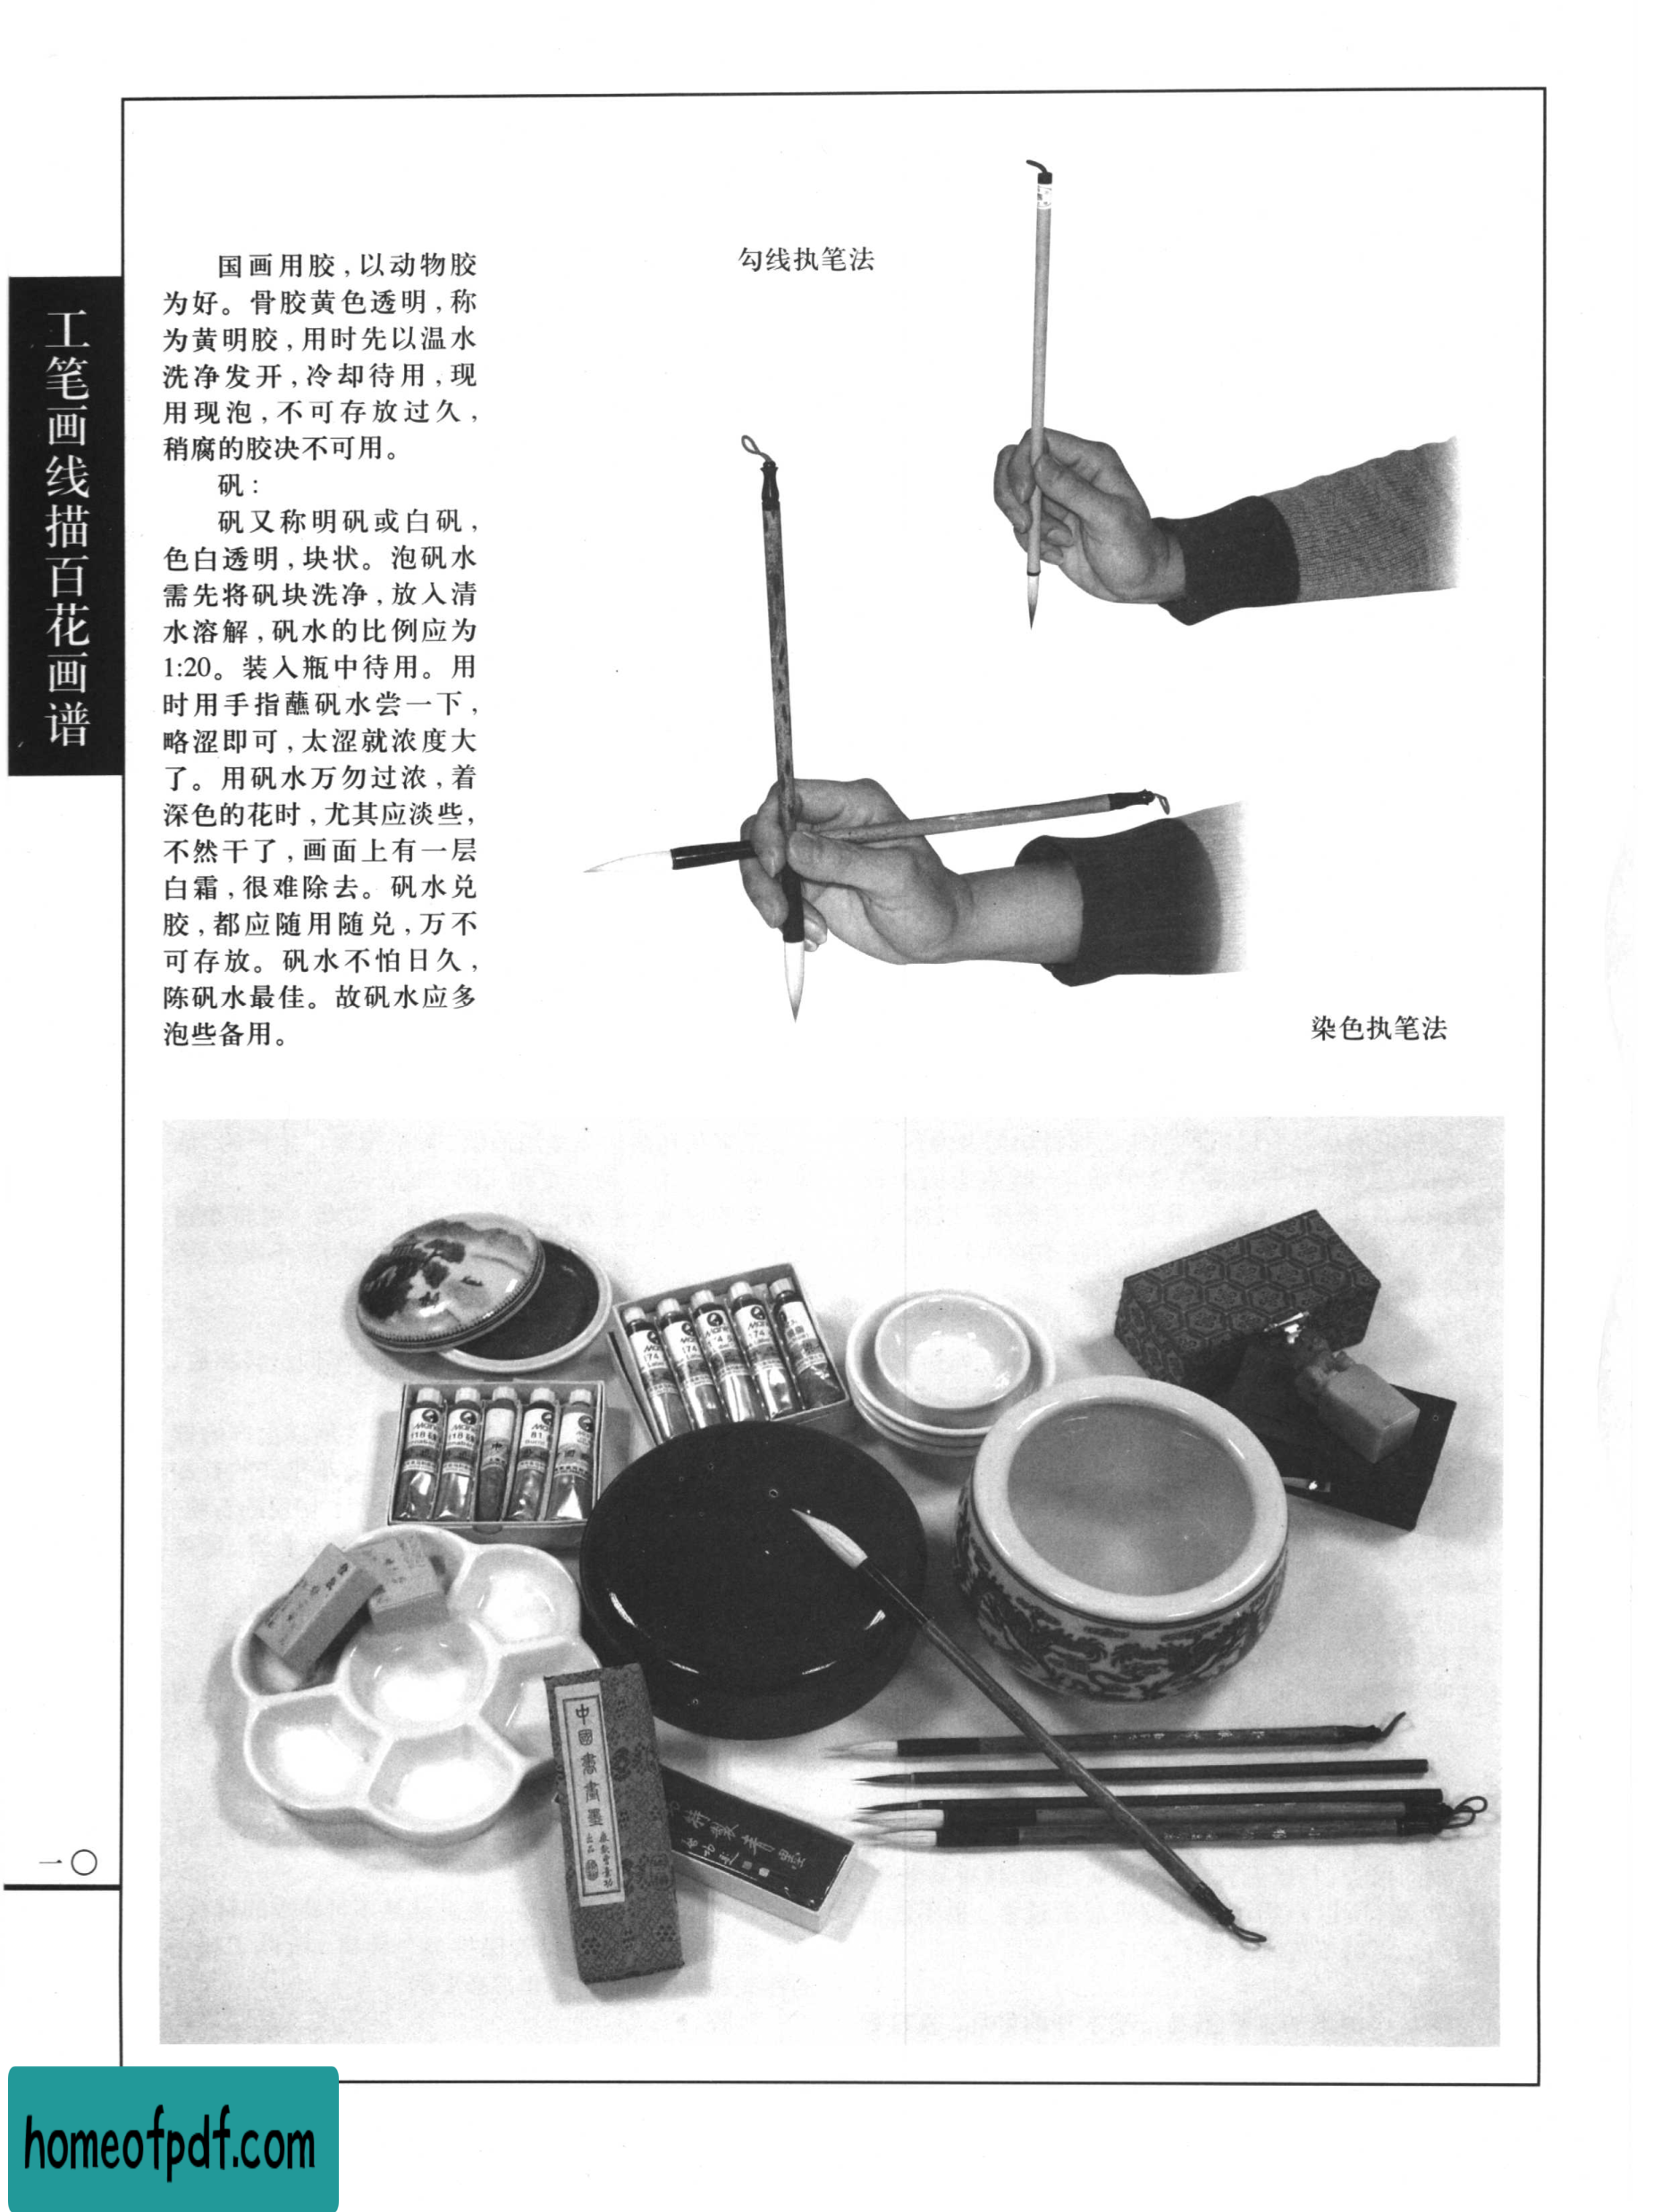 工笔画线描百花画谱
国画用胶，以动物胶
为好。骨胶黄色透明，称
为黄明胶，用时先以温水
洗净发开，冷却待用，现
用现泡，不可存放过久，
稍腐的胶决不可用。
矾：
矾又称明矾或白矾，
色白透明，块状。泡矾水
需先将矾块洗净，放入清
水溶解，矾水的比例应为
1:20。装入瓶中待用。用
时用手指蘸矾水尝一下，
略涩即可，太涩就浓度大
了。用矾水万勿过浓，着
深色的花时，尤其应淡些，
不然干了，画面上有一层
白霜，很难除去。矾水兑
胶，都应随用随兑，万不
可存放。矾水不怕日久，
陈矾水最佳。故矾水应多
泡些备用。
勾线执笔法
染色执笔法
中國書畫墨
出品
一〇
homeofpdf.com